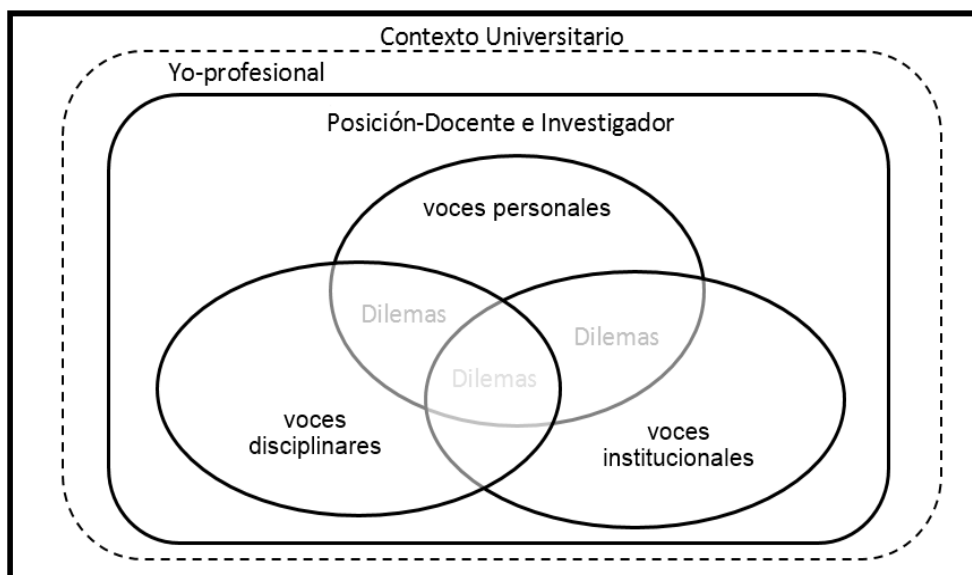 Contexto Universitario
Yo-profesional
Posición-Docente e Investigador
voces personales
Dilemas
Dilemas
Dilemas
voces
disciplinares
voces
institucionales